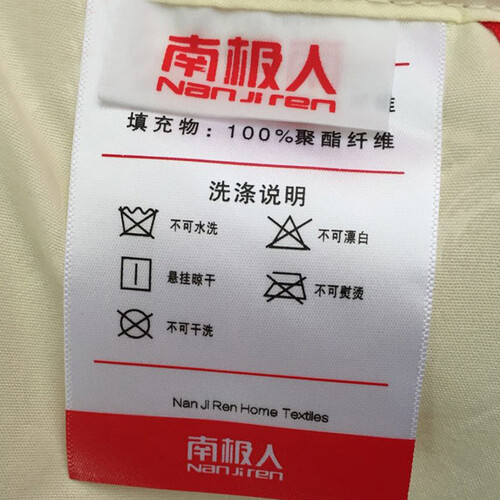 南极人
NanJiren
维
填充物：100%聚酯纤维
洗涤说明
不可水洗
不可漂白
悬挂晾干
不可熨烫
不可干洗
Nan Ji Ren Home Textiles
南极人
NanJiren